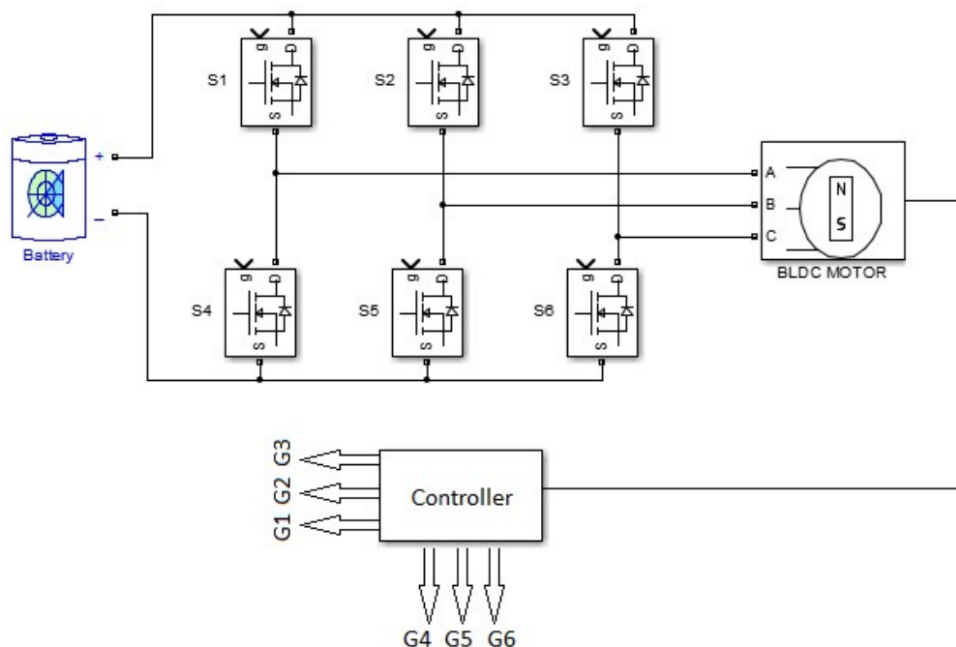 g D
S1
S
g D
S2
S
g D
S3
S
+
−
Battery
A
B
C
N
S
BLDC MOTOR
g D
S4
S
g D
S5
S
g D
S6
S
G3
G2
G1
Controller
G4 G5 G6